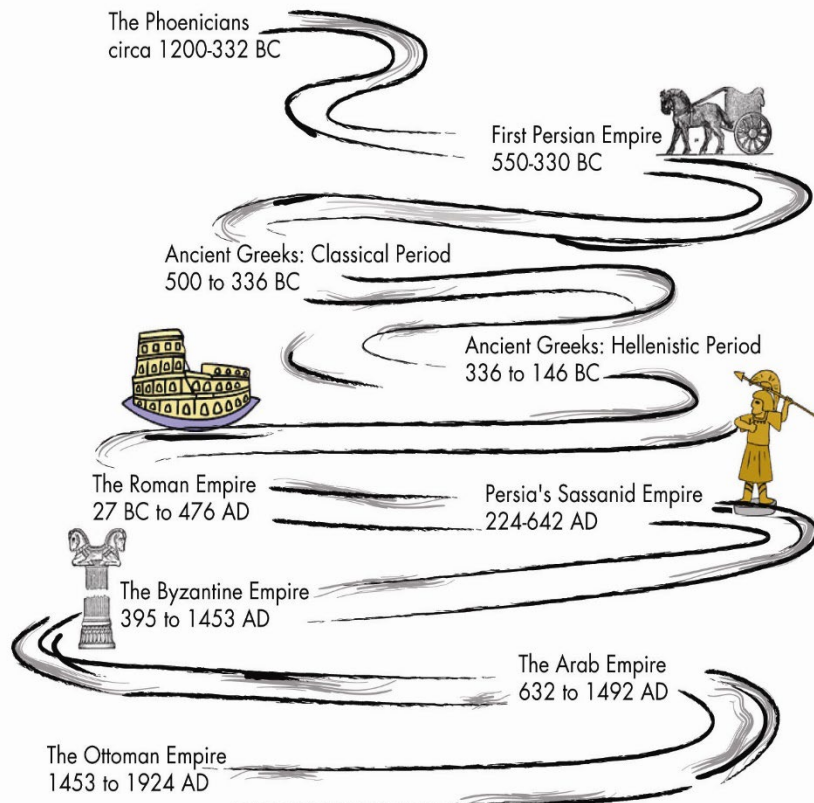 The Phoenicians
circa 1200-332 BC
First Persian Empire
550-330 BC
Ancient Greeks: Classical Period
500 to 336 BC
Ancient Greeks: Hellenistic Period
336 to 146 BC
The Roman Empire
27 BC to 476 AD
Persia's Sassanid Empire
224-642 AD
The Byzantine Empire
395 to 1453 AD
The Arab Empire
632 to 1492 AD
The Ottoman Empire
1453 to 1924 AD